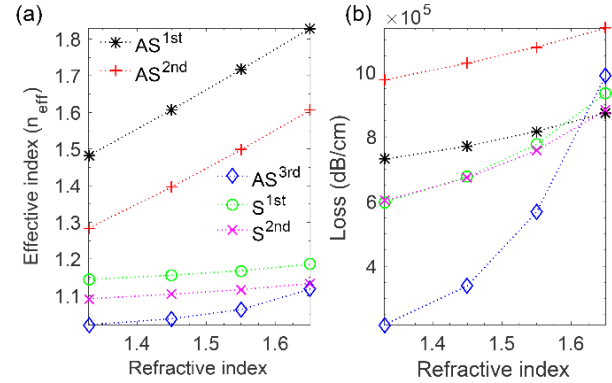 (a)
1.8
1.7
1.6
1.5
1.4
1.3
1.2
1.1
Effective index (n_eff)
AS^1st
AS^2nd
AS^3rd
S^1st
S^2nd
1.4 1.5 1.6
Refractive index
(b)
×10^5
10
8
6
4
Loss (dB/cm)
1.4 1.5 1.6
Refractive index